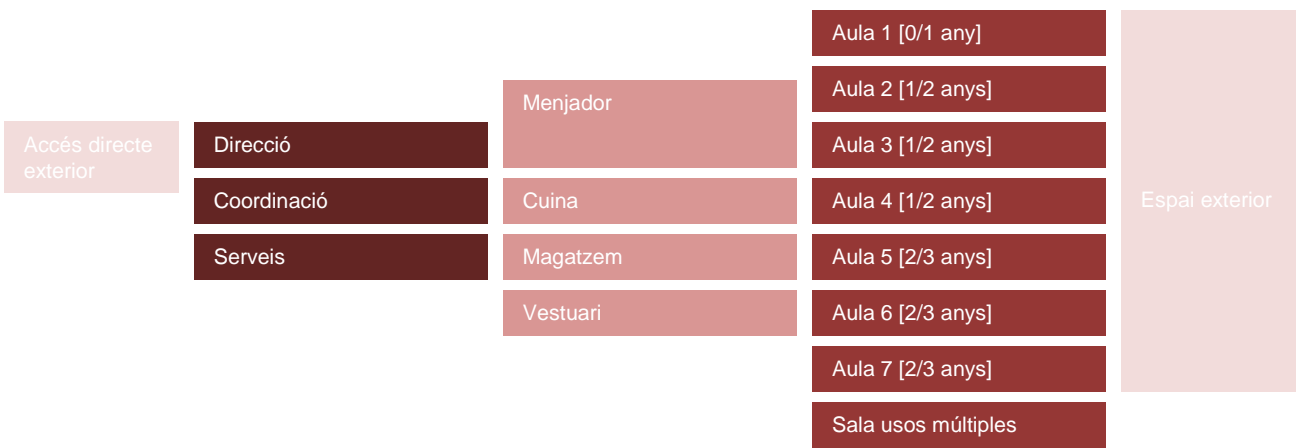 Accés directe
exterior
Direcció
Coordinació
Serveis
Menjador
Cuina
Magatzem
Vestuari
Aula 1 [0/1 any]
Aula 2 [1/2 anys]
Aula 3 [1/2 anys]
Aula 4 [1/2 anys]
Aula 5 [2/3 anys]
Aula 6 [2/3 anys]
Aula 7 [2/3 anys]
Sala usos múltiples
Espai exterior